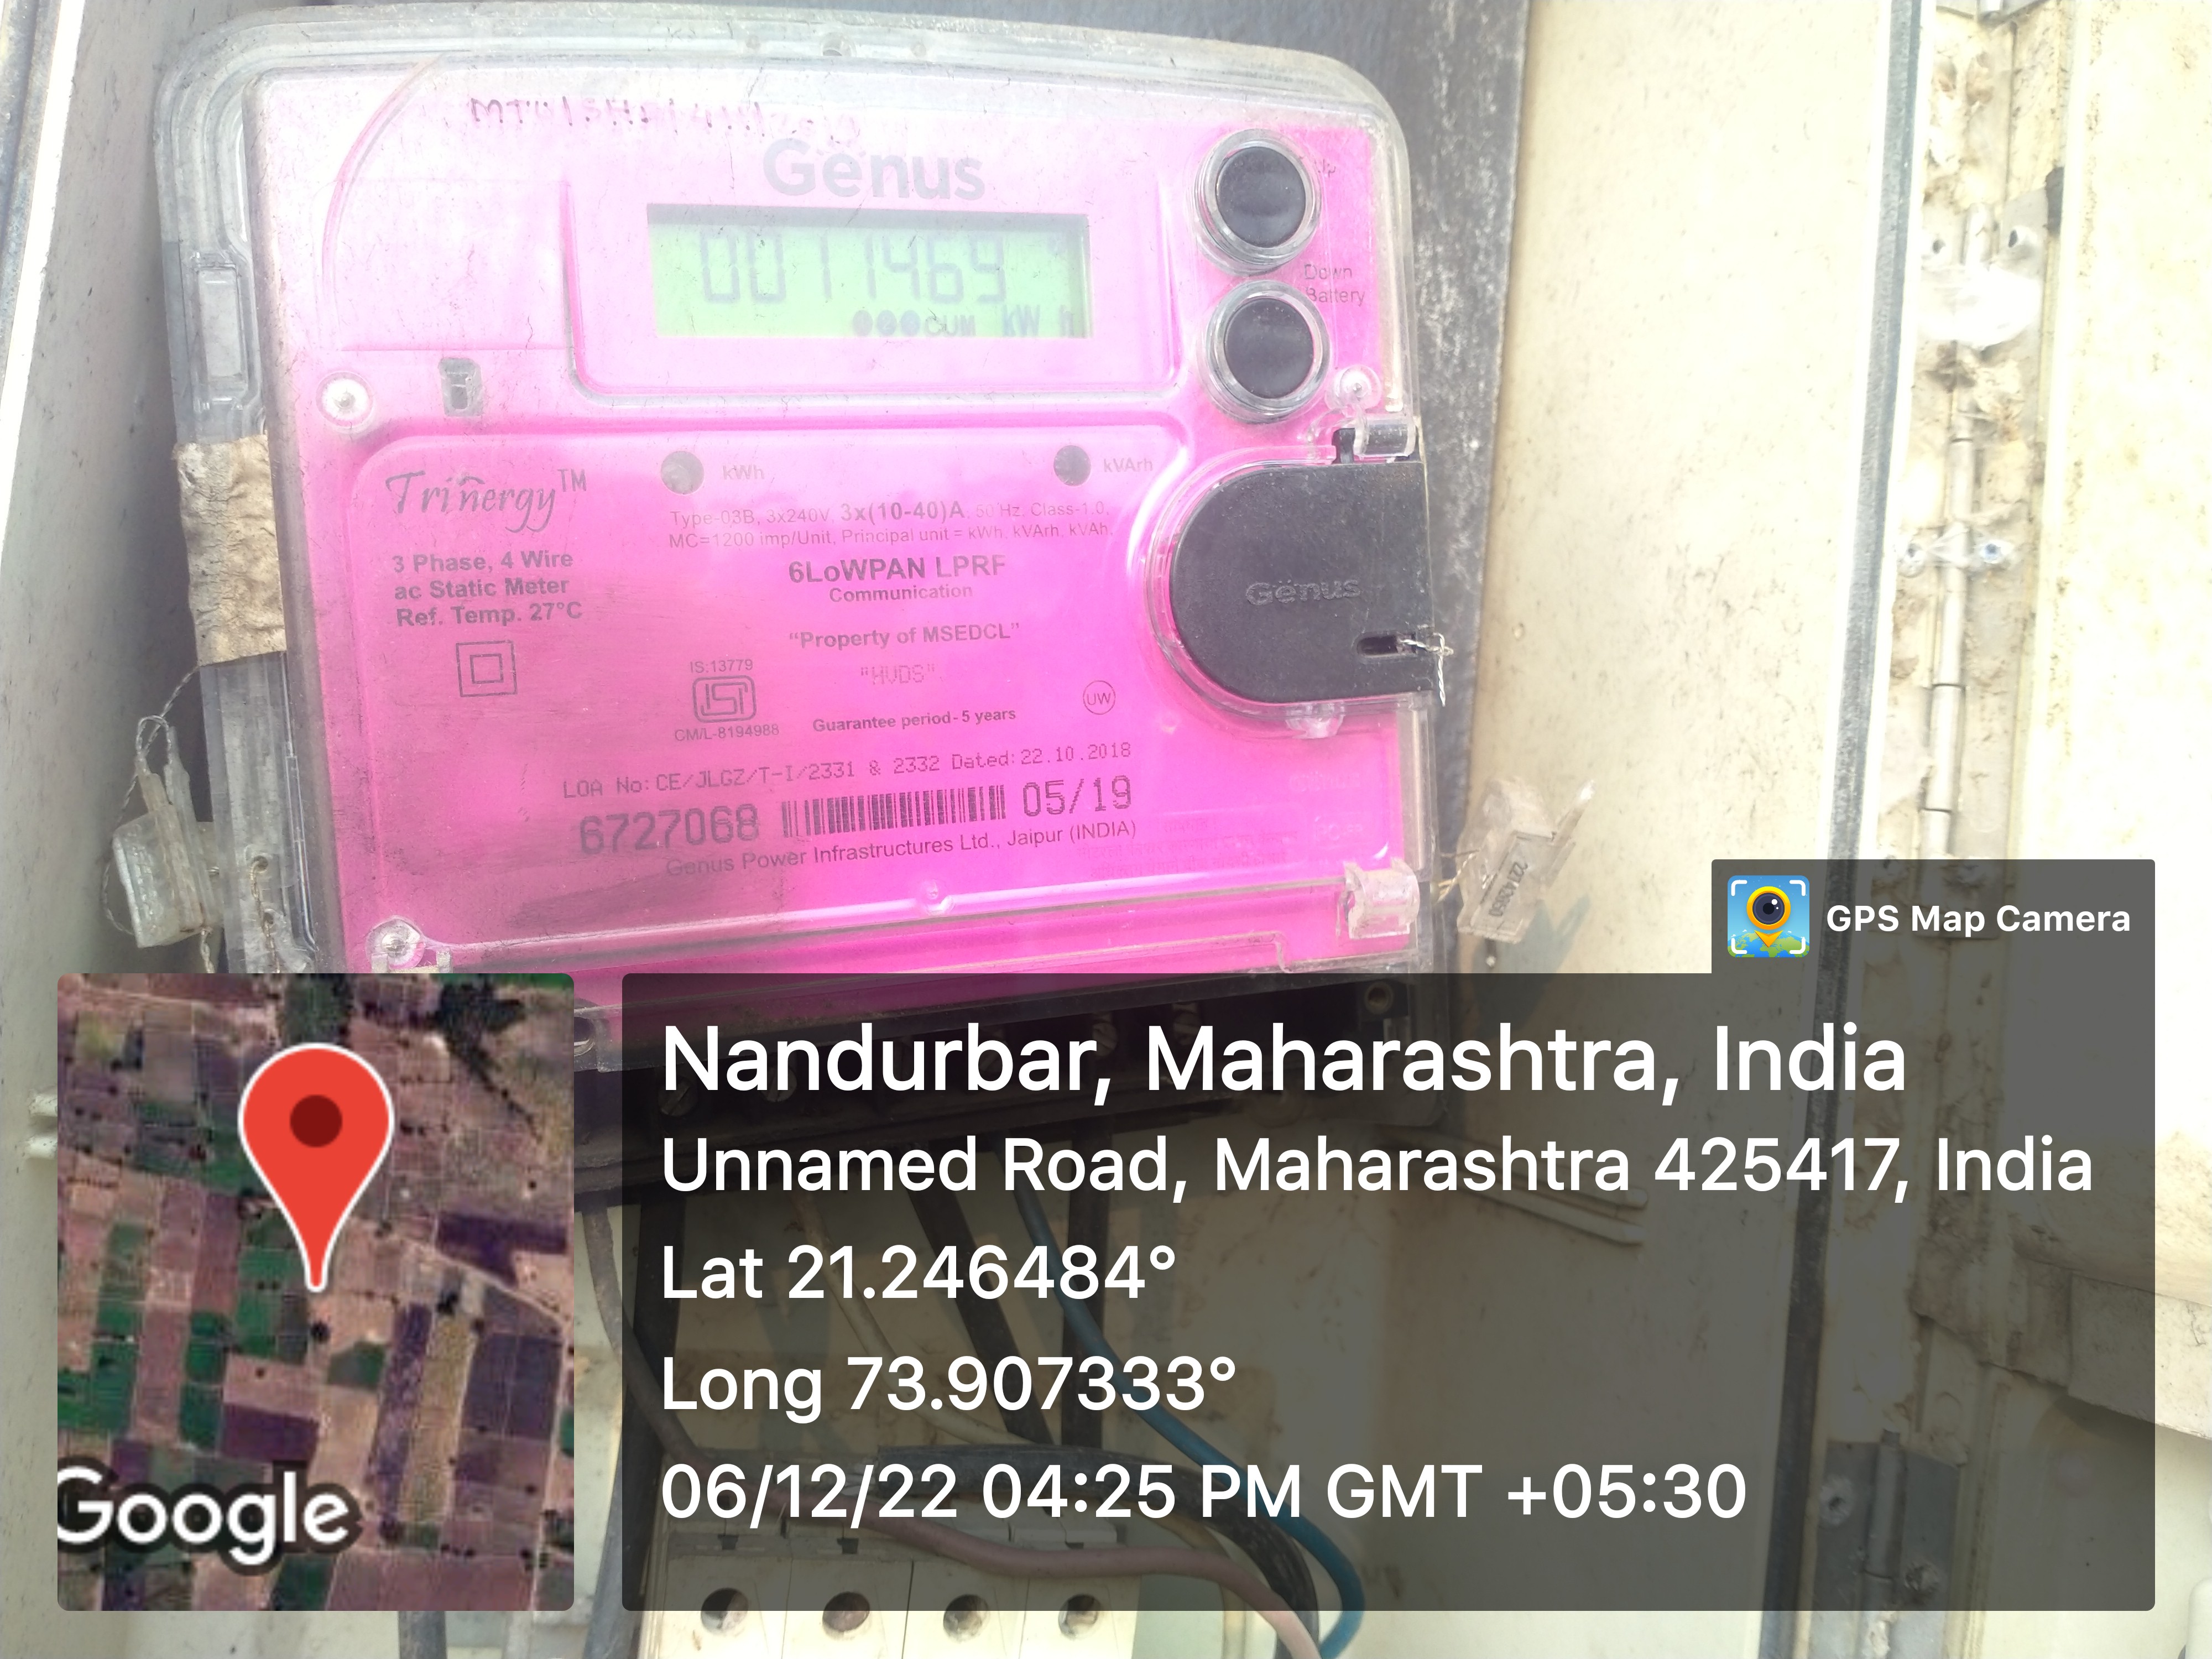 Genus
0011469
CUM kW h
Down
Battery
kWh
kVArh
Trinergy™
3 Phase, 4 Wire
ac Static Meter
Ref. Temp. 27°C
Type-03B, 3x240V, 3x(10-40)A, 50 Hz, Class-1.0,
MC=1200 imp/Unit, Principal unit = kWh, kVArh, kVAh,
6LoWPAN LPRF
Communication
"Property of MSEDCL"
"HVDS"
Genus
IS:13779
ISI
CM/L-8194988
Guarantee period- 5 years
UW
LOA No:CE/JLGZ/T-I/2331 & 2332 Dated:22.10.2018
6727068 05/19
Genus Power Infrastructures Ltd., Jaipur (INDIA)
GPS Map Camera
Nandurbar, Maharashtra, India
Unnamed Road, Maharashtra 425417, India
Lat 21.246484°
Long 73.907333°
06/12/22 04:25 PM GMT +05:30
Google